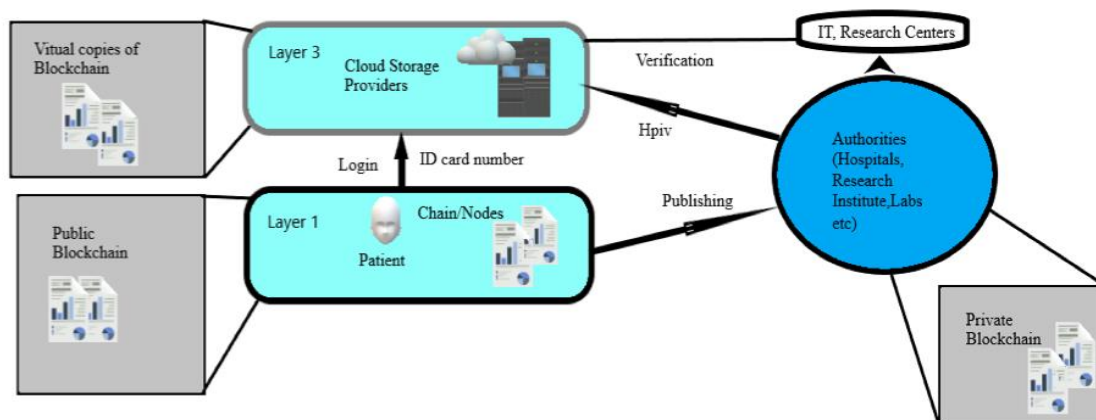 Vitual copies of
Blockchain
Layer 3
Cloud Storage
Providers
IT, Research Centers
Verification
Hpiv
Login
ID card number
Authorities
(Hospitals,
Research
Institute,Labs
etc)
Publishing
Public
Blockchain
Layer 1
Chain/Nodes
Patient
Private
Blockchain